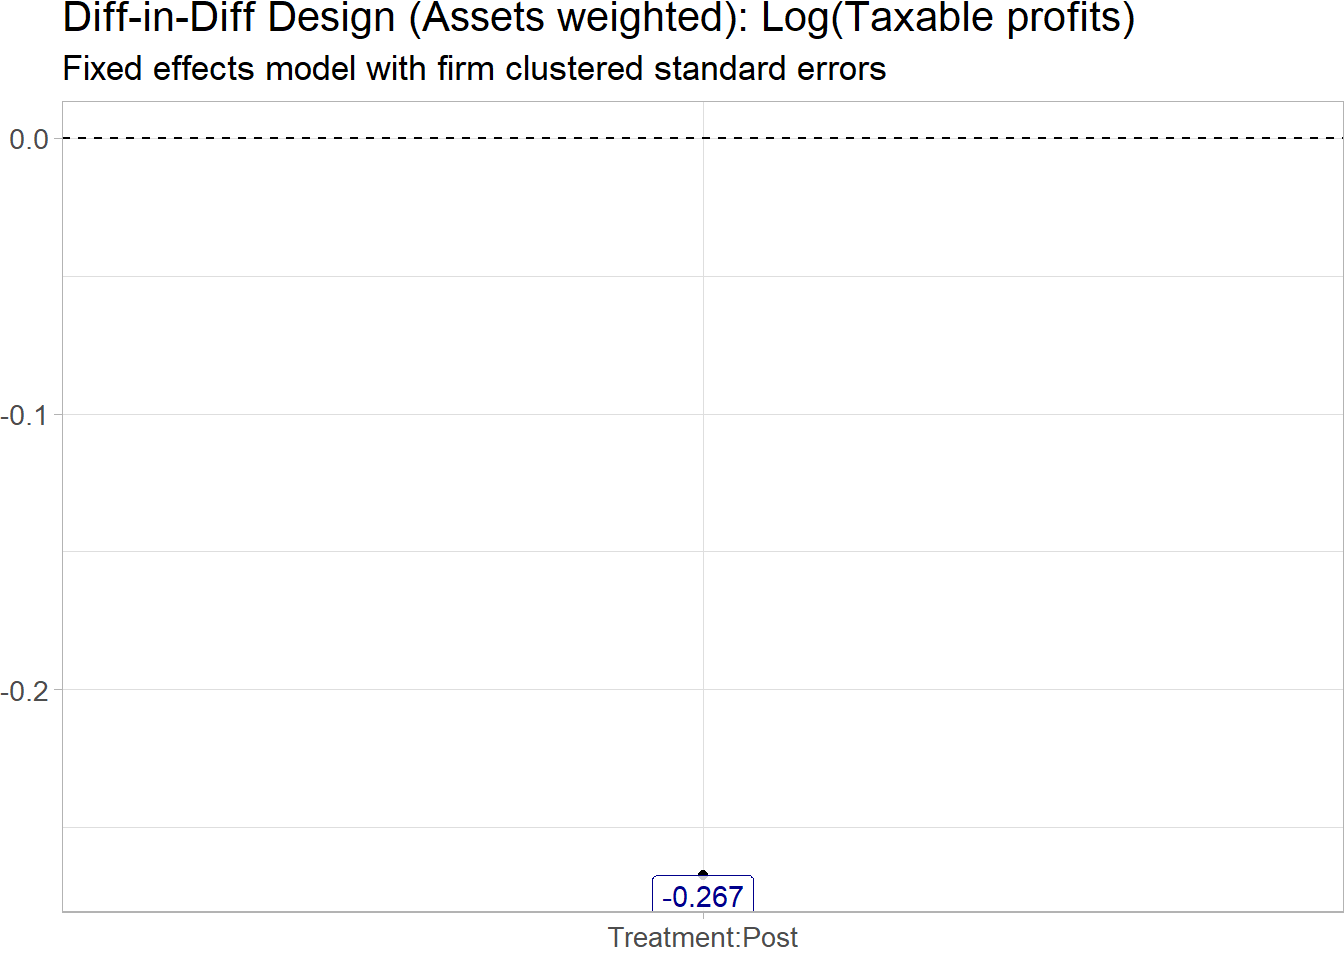 Diff-in-Diff Design (Assets weighted): Log(Taxable profits)
Fixed effects model with firm clustered standard errors
0.0
-0.1
-0.2
-0.267
Treatment:Post